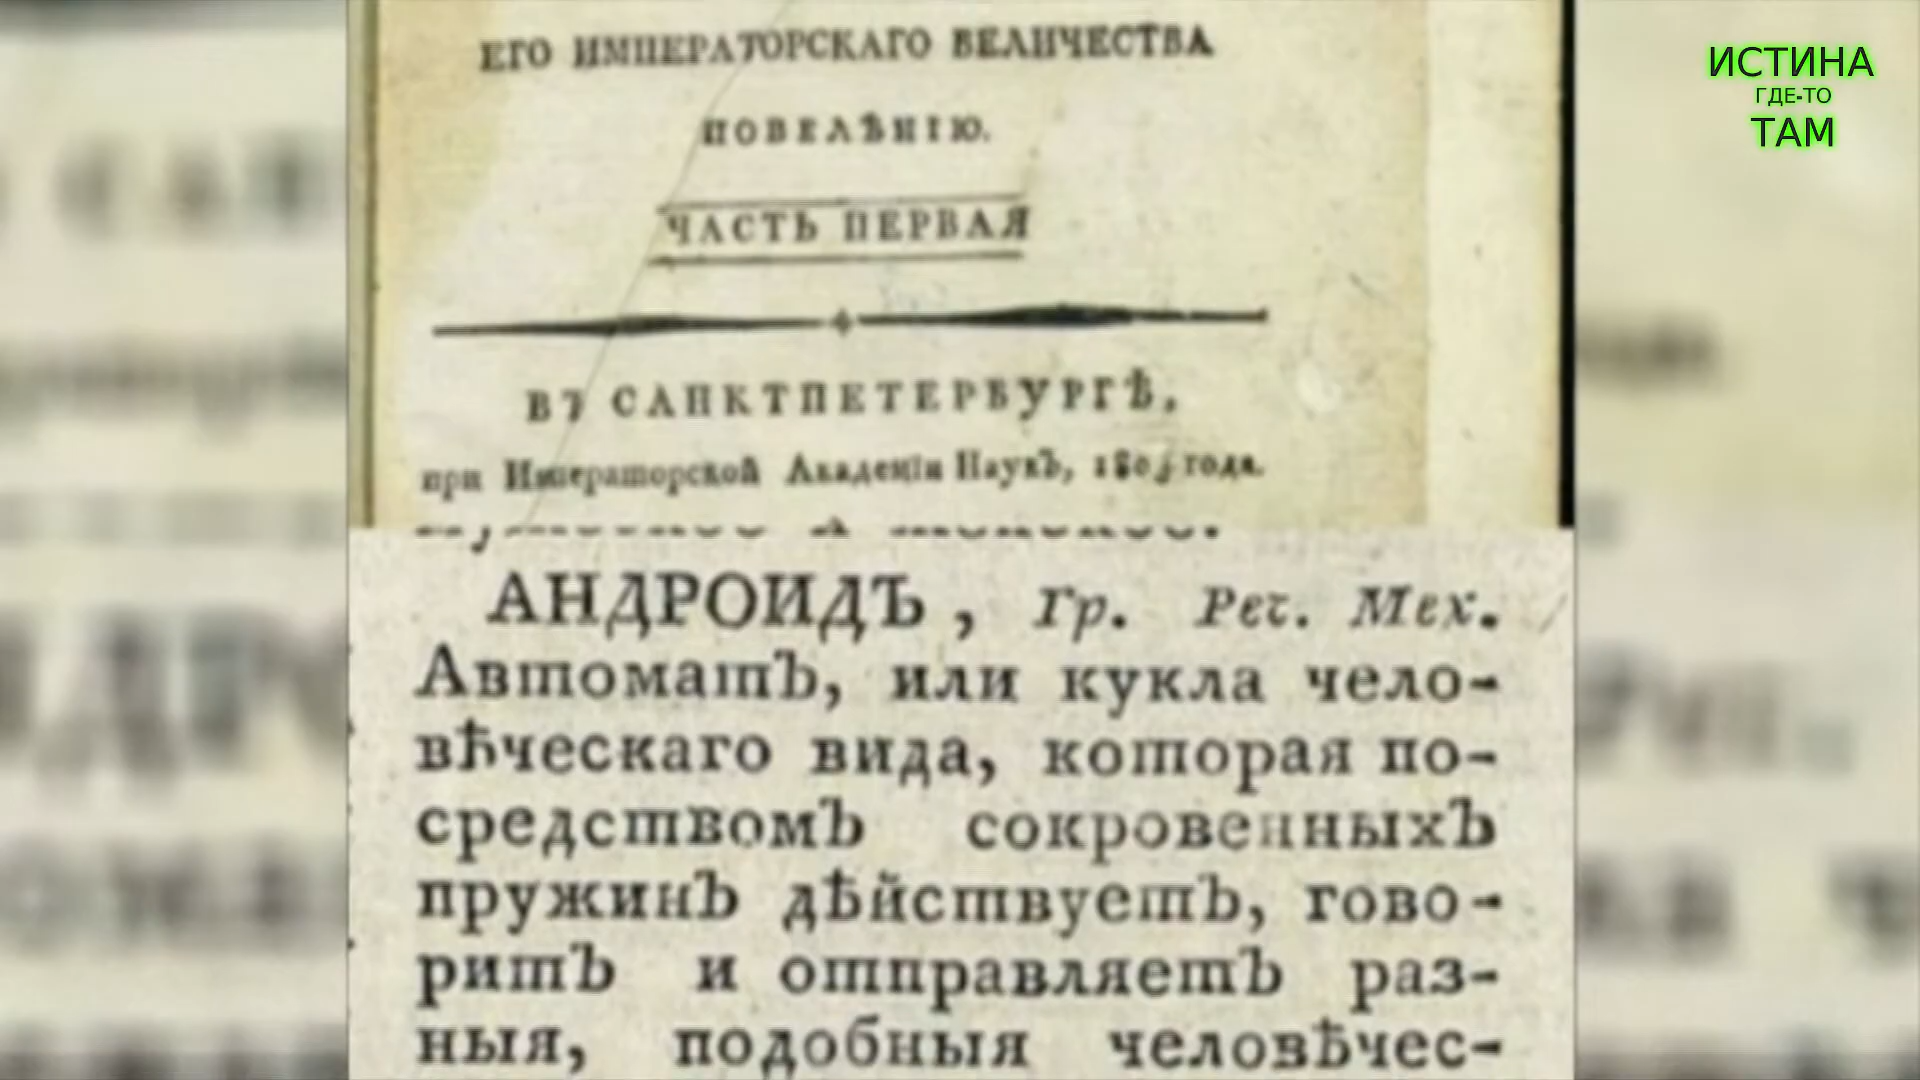 ЕГО ИМПЕРАТОРСКАГО ВЕЛИЧЕСТВА
ПОВЕЛѢНІЮ.
ЧАСТЬ ПЕРВАЯ
ВЪ САНКТПЕТЕРБУРГѢ,
при Императорской Академіи Наукъ, года.
АНДРОИДЪ, Гр. Реч. Мех.
Автоматъ, или кукла чело-
вѣческаго вида, которая по-
средствомъ сокровенныхъ
пружинъ дѣйствуетъ, гово-
ритъ и отправляетъ раз-
ныя, подобныя человѣчес-
ИСТИНА
ГДЕ-ТО
ТАМ